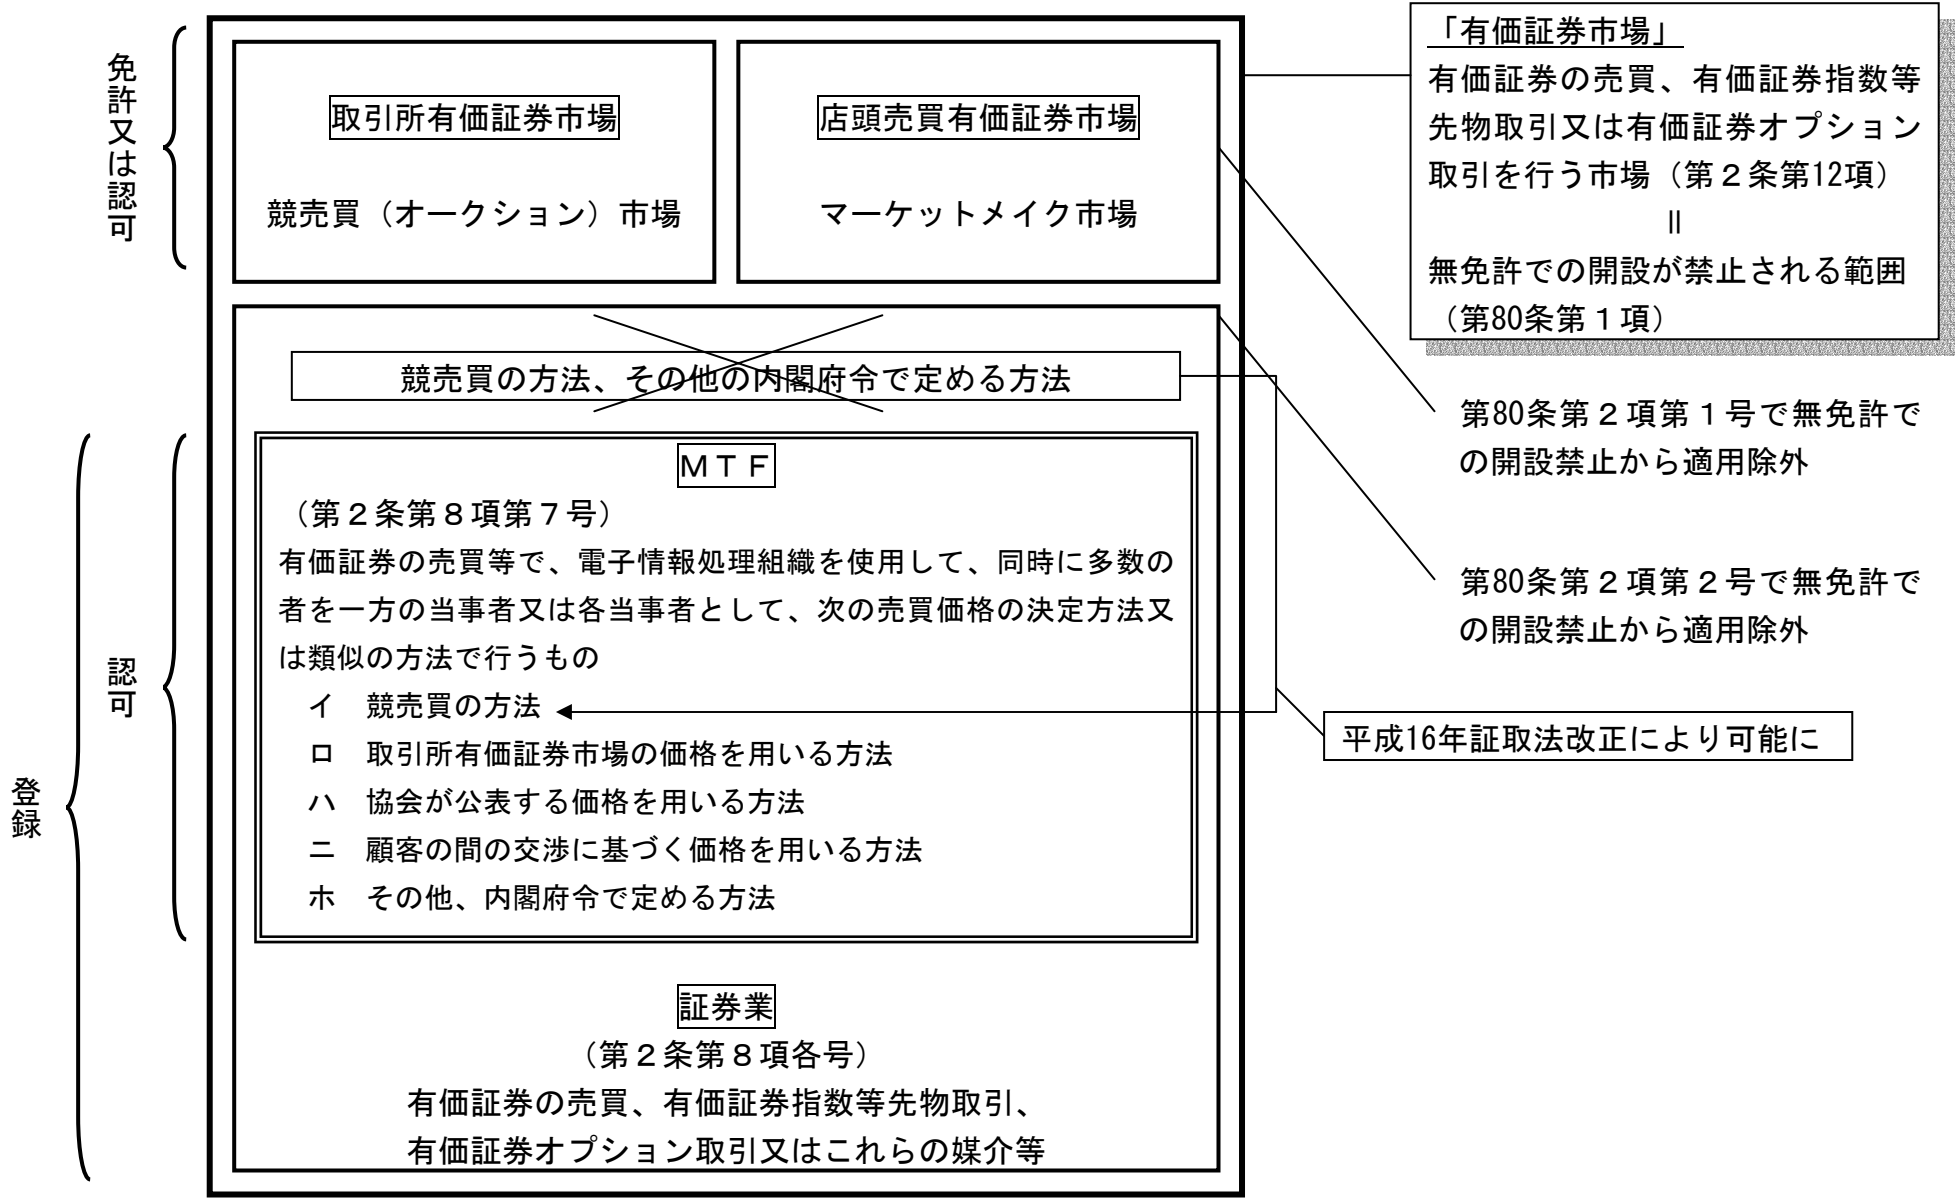 免許又は認可
取引所有価証券市場
競売買（オークション）市場
店頭売買有価証券市場
マーケットメイク市場
「有価証券市場」
有価証券の売買、有価証券指数等
先物取引又は有価証券オプション
取引を行う市場（第２条第12項）
＝
無免許での開設が禁止される範囲
（第80条第１項）
競売買の方法、その他の内閣府令で定める方法
第80条第２項第１号で無免許で
の開設禁止から適用除外
第80条第２項第２号で無免許で
の開設禁止から適用除外
平成16年証取法改正により可能に
登録
認可
ＭＴＦ
（第２条第８項第７号）
有価証券の売買等で、電子情報処理組織を使用して、同時に多数の
者を一方の当事者又は各当事者として、次の売買価格の決定方法又
は類似の方法で行うもの
イ　競売買の方法
ロ　取引所有価証券市場の価格を用いる方法
ハ　協会が公表する価格を用いる方法
ニ　顧客の間の交渉に基づく価格を用いる方法
ホ　その他、内閣府令で定める方法
証券業
（第２条第８項各号）
有価証券の売買、有価証券指数等先物取引、
有価証券オプション取引又はこれらの媒介等